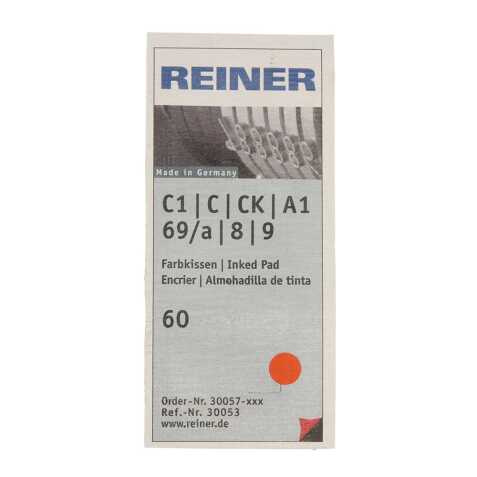 REINER
Made in Germany
C1 | C | CK | A1
69/a | 8 | 9
Farbkissen | Inked Pad
Encrier | Almohadilla de tinta
60
Order-Nr. 30057-xxx
Ref.-Nr. 30053
www.reiner.de